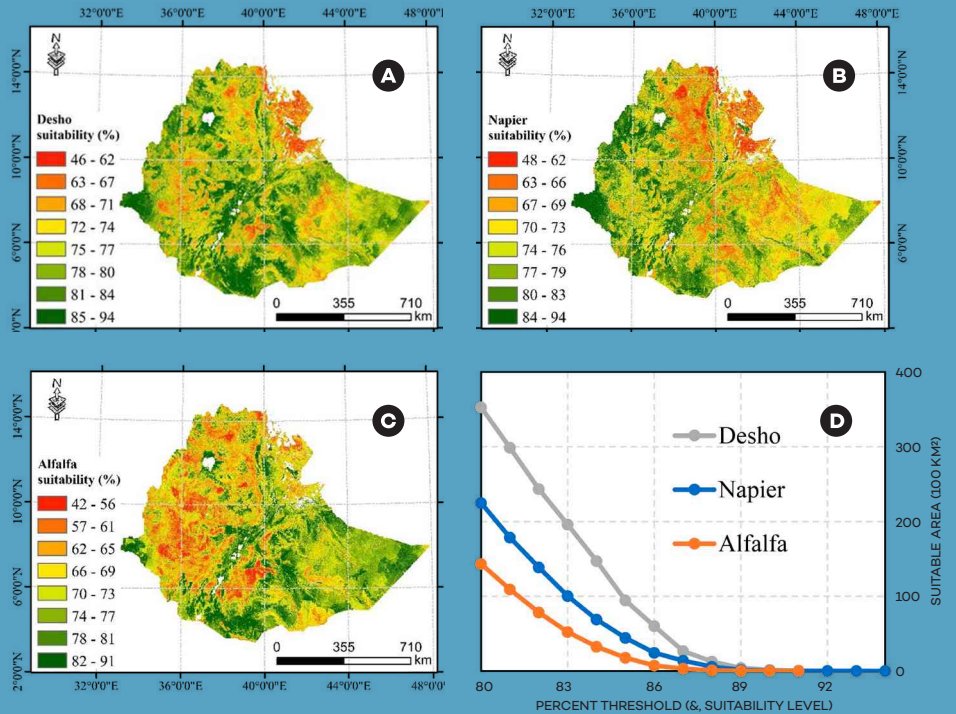 32°0'0"E 36°0'0"E 40°0'0"E 44°0'0"E 48°0'0"E
N
A
14°0'0"N
10°0'0"N
6°0'0"N
Desho
suitability (%)
46 - 62
63 - 67
68 - 71
72 - 74
75 - 77
78 - 80
81 - 84
85 - 94
0 355 710
km
32°0'0"E 36°0'0"E 40°0'0"E 44°0'0"E 48°0'0"E
N
B
14°0'0"N
10°0'0"N
6°0'0"N
Napier
suitability (%)
48 - 62
63 - 66
67 - 69
70 - 73
74 - 76
77 - 79
80 - 83
84 - 94
0 355 710
km
N
C
14°0'0"N
10°0'0"N
6°0'0"N
2°0'0"N
Alfalfa
suitability (%)
42 - 56
57 - 61
62 - 65
66 - 69
70 - 73
74 - 77
78 - 81
82 - 91
0 355 710
km
32°0'0"E 36°0'0"E 40°0'0"E 44°0'0"E 48°0'0"E
D
Desho
Napier
Alfalfa
400
300
200
100
0
SUITABLE AREA (100 KM²)
80 83 86 89 92
PERCENT THRESHOLD (&, SUITABILITY LEVEL)